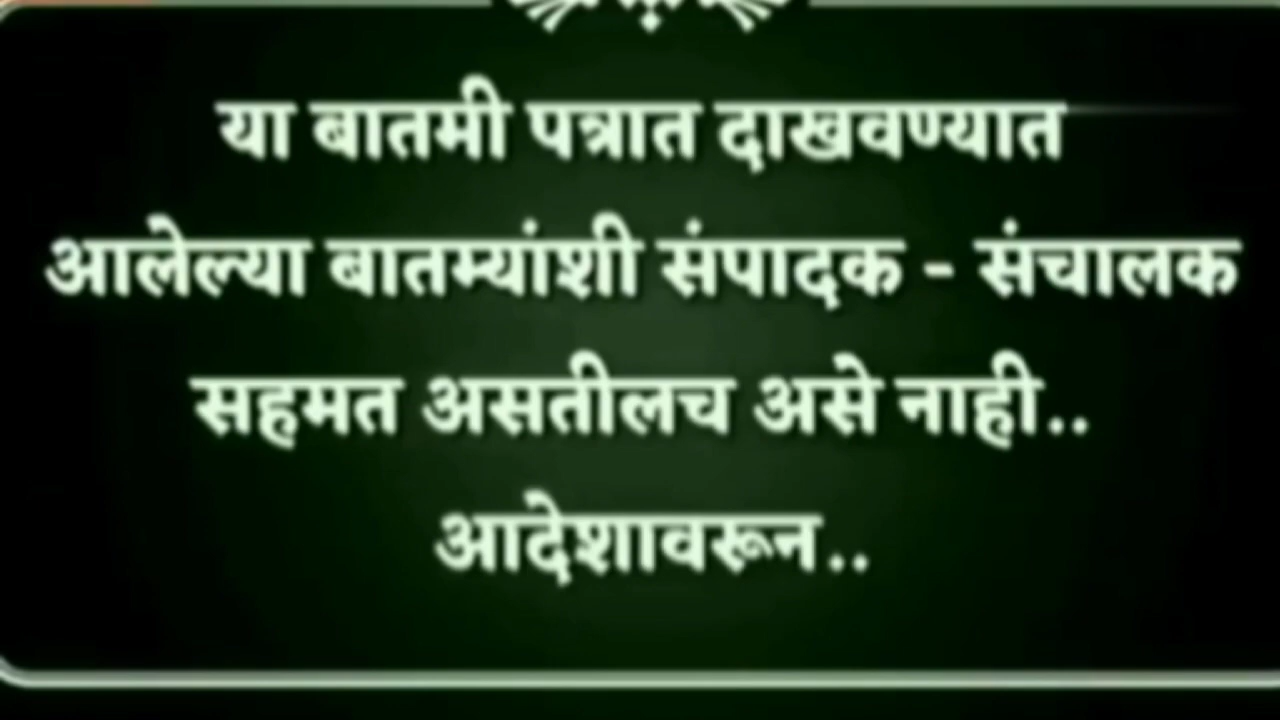 या बातमी पत्रात दाखवण्यात
आलेल्या बातम्यांशी संपादक - संचालक
सहमत असतीलच असे नाही..
आदेशावरून..